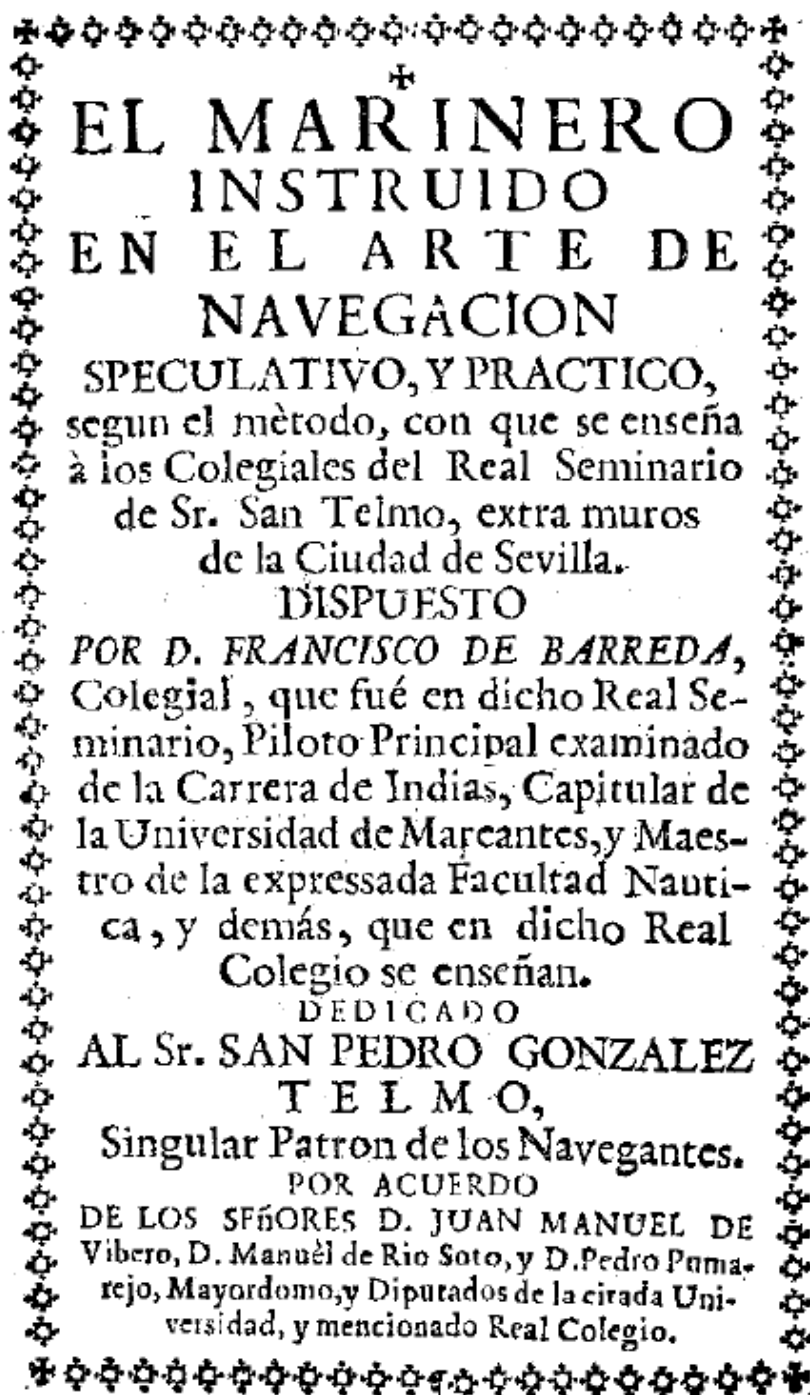 EL MARINERO
INSTRUIDO
EN EL ARTE DE
NAVEGACION
SPECULATIVO, Y PRACTICO,
segun el mètodo, con que se enseña
à los Colegiales del Real Seminario
de Sr. San Telmo, extra muros
de la Ciudad de Sevilla.
DISPUESTO
POR D. FRANCISCO DE BARREDA,
Colegial, que fué en dicho Real Se-
minario, Piloto Principal examinado
de la Carrera de Indias, Capitular de
la Universidad de Mareantes, y Maes-
tro de la expressada Facultad Nauti-
ca, y demás, que en dicho Real
Colegio se enseñan.
DEDICADO
AL Sr. SAN PEDRO GONZALEZ
TELMO,
Singular Patron de los Navegantes.
POR ACUERDO
DE LOS SEñORES D. JUAN MANUEL DE
Vibero, D. Manuèl de Rio Soto, y D. Pedro Puma-
rejo, Mayordomo, y Diputados de la citada Uni-
versidad, y mencionado Real Colegio.